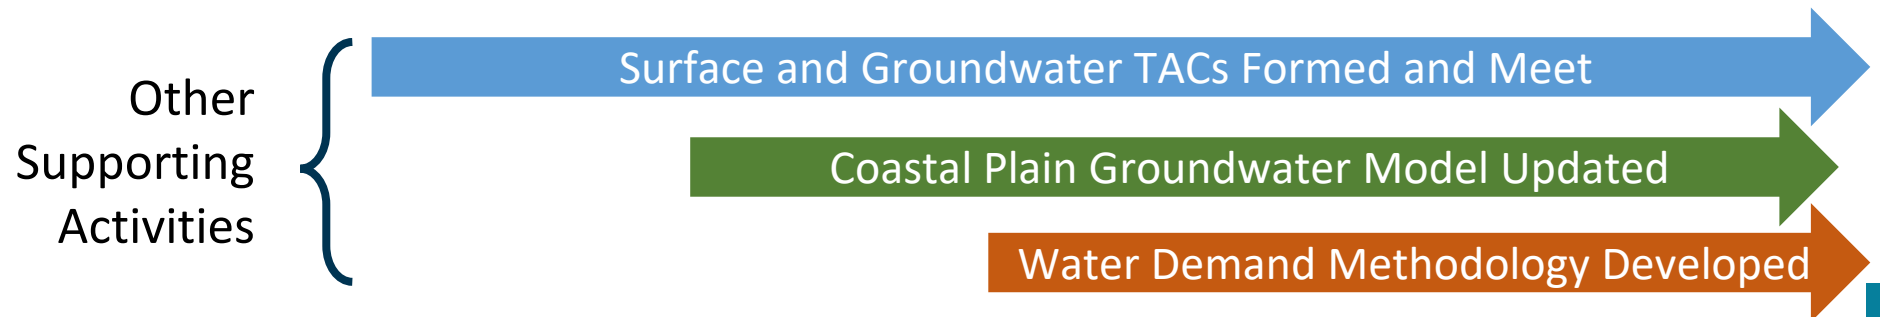 Other
Supporting
Activities
Surface and Groundwater TACs Formed and Meet
Coastal Plain Groundwater Model Updated
Water Demand Methodology Developed